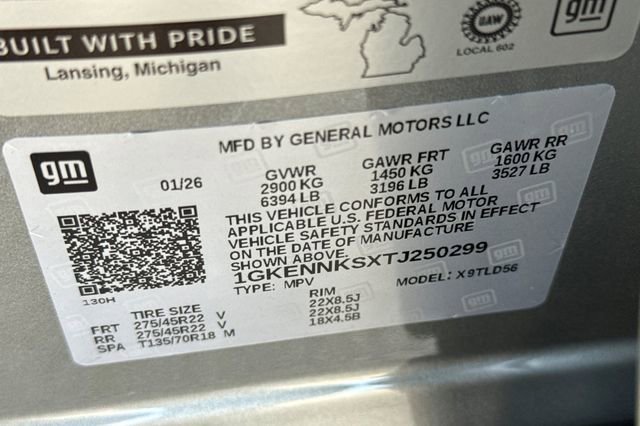 BUILT WITH PRIDE
Lansing, Michigan
UAW
LOCAL 602
gm
MFD BY GENERAL MOTORS LLC
gm
01/26
GVWR GAWR FRT GAWR RR
2900 KG 1450 KG 1600 KG
6394 LB 3196 LB 3527 LB
THIS VEHICLE CONFORMS TO ALL
APPLICABLE U.S. FEDERAL MOTOR
VEHICLE SAFETY STANDARDS IN EFFECT
ON THE DATE OF MANUFACTURE
SHOWN ABOVE.
1GKENNKSXTJ250299
TYPE: MPV MODEL: X9TLD56
130H
TIRE SIZE RIM
FRT 275/45R22 V 22X8.5J
RR 275/45R22 V 22X8.5J
SPA T135/70R18 M 18X4.5B